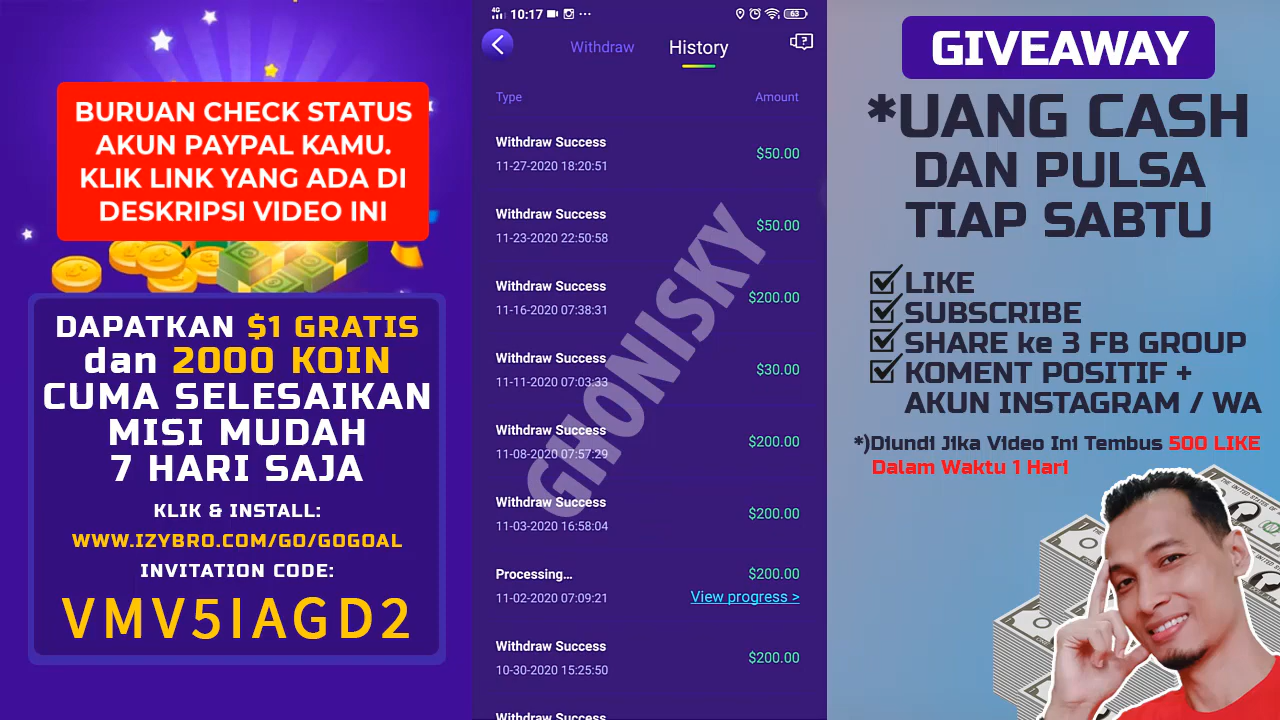 BURUAN CHECK STATUS
AKUN PAYPAL KAMU.
KLIK LINK YANG ADA DI
DESKRIPSI VIDEO INI
DAPATKAN $1 GRATIS
dan 2000 KOIN
CUMA SELESAIKAN
MISI MUDAH
7 HARI SAJA
KLIK & INSTALL:
WWW.IZYBRO.COM/GO/GOGOAL
INVITATION CODE:
VMV5IAGD2
4G 10:17 63
Withdraw History
Type Amount
Withdraw Success
11-27-2020 18:20:51 $50.00
Withdraw Success
11-23-2020 22:50:58 $50.00
Withdraw Success
11-16-2020 07:38:31 $200.00
Withdraw Success
11-11-2020 07:03:33 $30.00
Withdraw Success
11-08-2020 07:57:29 $200.00
Withdraw Success
11-03-2020 16:58:04 $200.00
Processing... $200.00
11-02-2020 07:09:21 View progress >
Withdraw Success
10-30-2020 15:25:50 $200.00
Withdraw Success
GHONISKY
GIVEAWAY
*UANG CASH
DAN PULSA
TIAP SABTU
LIKE
SUBSCRIBE
SHARE ke 3 FB GROUP
KOMENT POSITIF +
AKUN INSTAGRAM / WA
*)Diundi Jika Video Ini Tembus 500 LIKE
Dalam Waktu 1 Hari